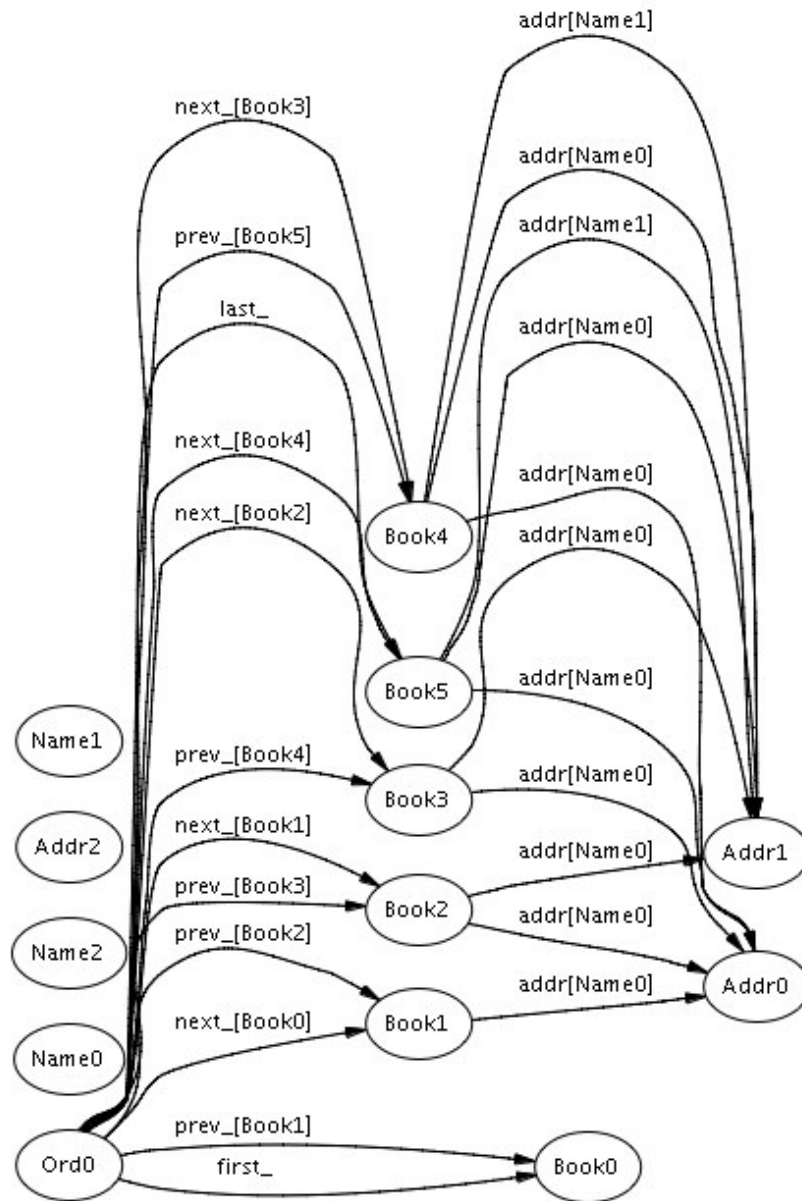 addr[Name1]
next_[Book3]
addr[Name0]
prev_[Book5]
addr[Name1]
last_
addr[Name0]
next_[Book4]
addr[Name0]
next_[Book2]
addr[Name0]
Book4
Book5
addr[Name0]
Name1
prev_[Book4]
addr[Name0]
Book3
next_[Book1]
Addr2
addr[Name0]
Addr1
prev_[Book3]
Book2
addr[Name0]
prev_[Book2]
Name2
addr[Name0]
Addr0
next_[Book0]
Book1
Name0
prev_[Book1]
Ord0
first_
Book0